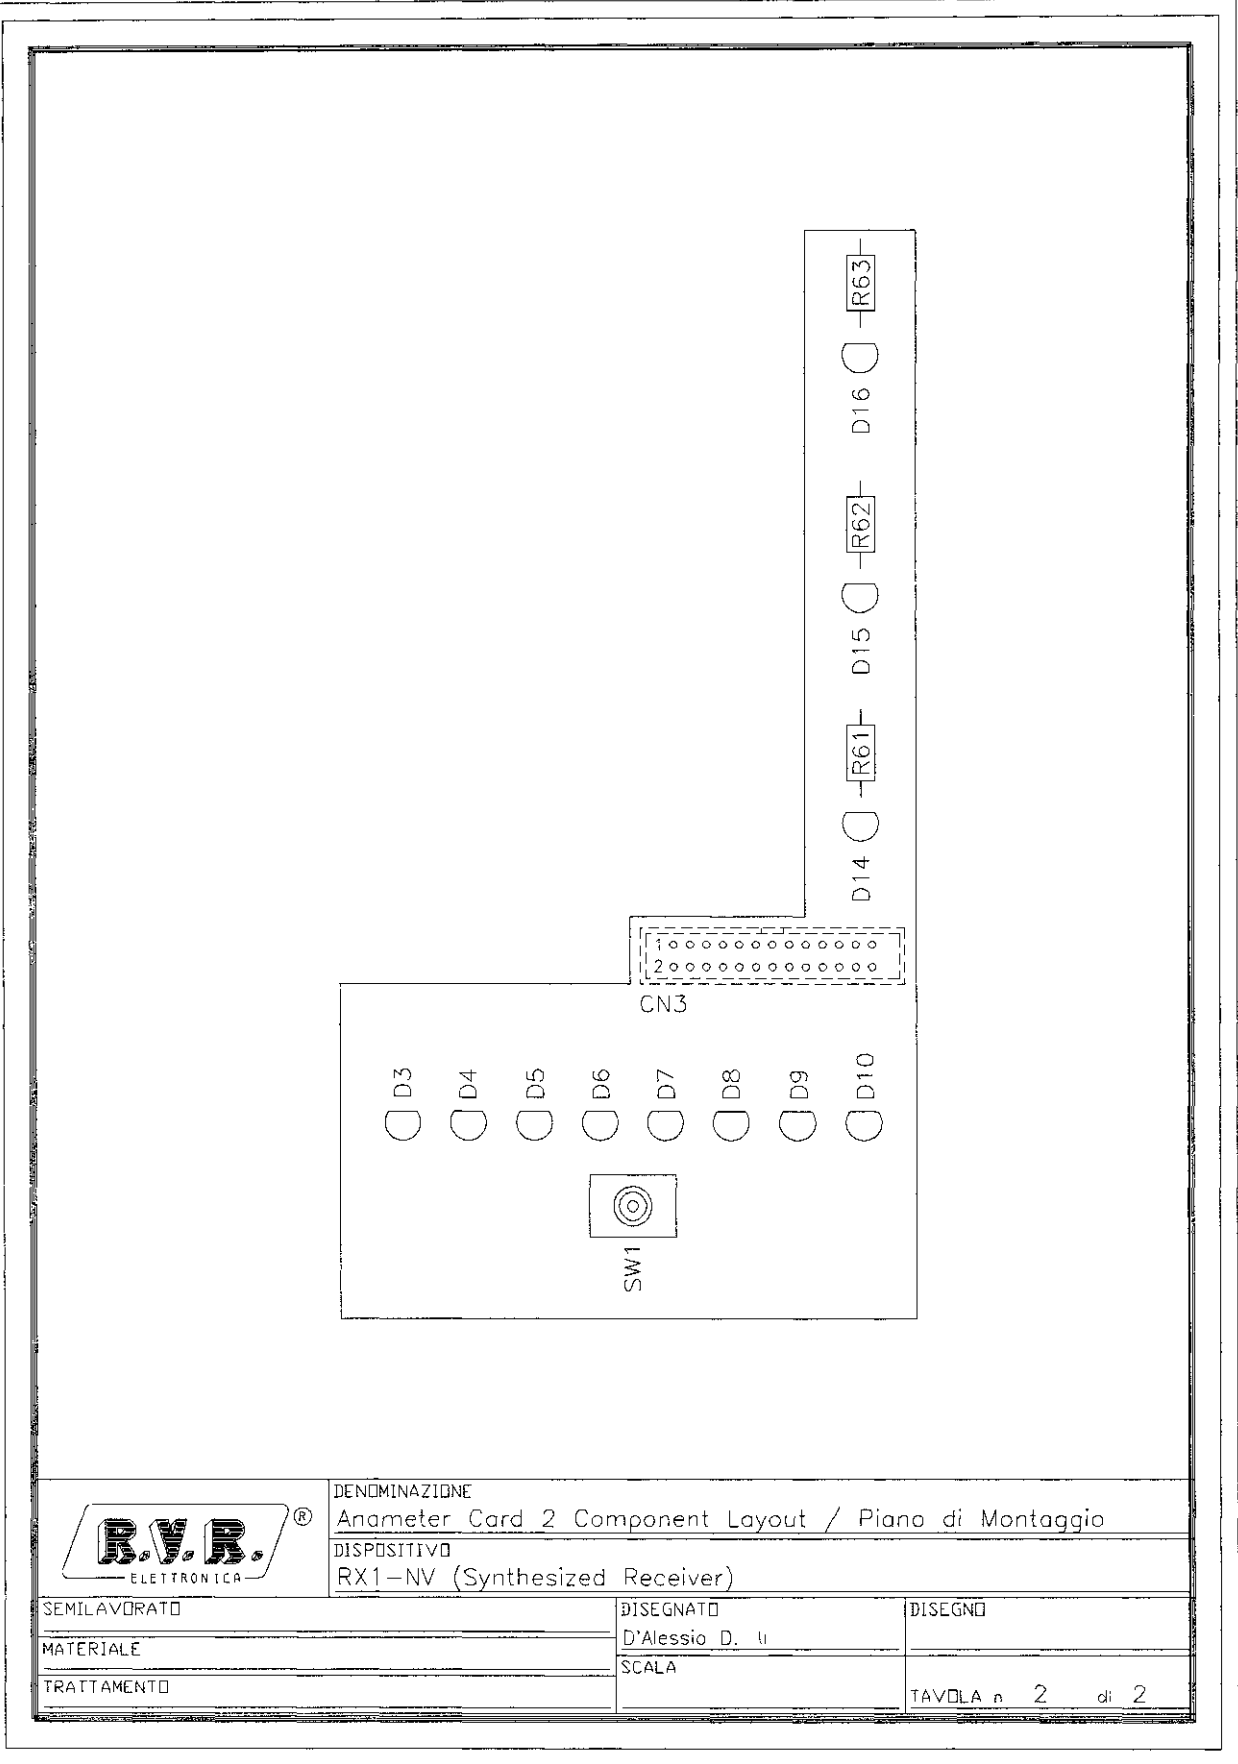 R63
D16
R62
D15
R61
D14
1
2
CN3
D3 D4 D5 D6 D7 D8 D9 D10
SW1
DENOMINAZIONE
Anameter Card 2 Component Layout / Piano di Montaggio
R.V.R. ®
ELETTRONICA
DISPOSITIVO
RX1-NV (Synthesized Receiver)
SEMILAVORATO
DISEGNATO
DISEGNO
D'Alessio D.
MATERIALE
SCALA
TRATTAMENTO
TAVOLA n 2 di 2